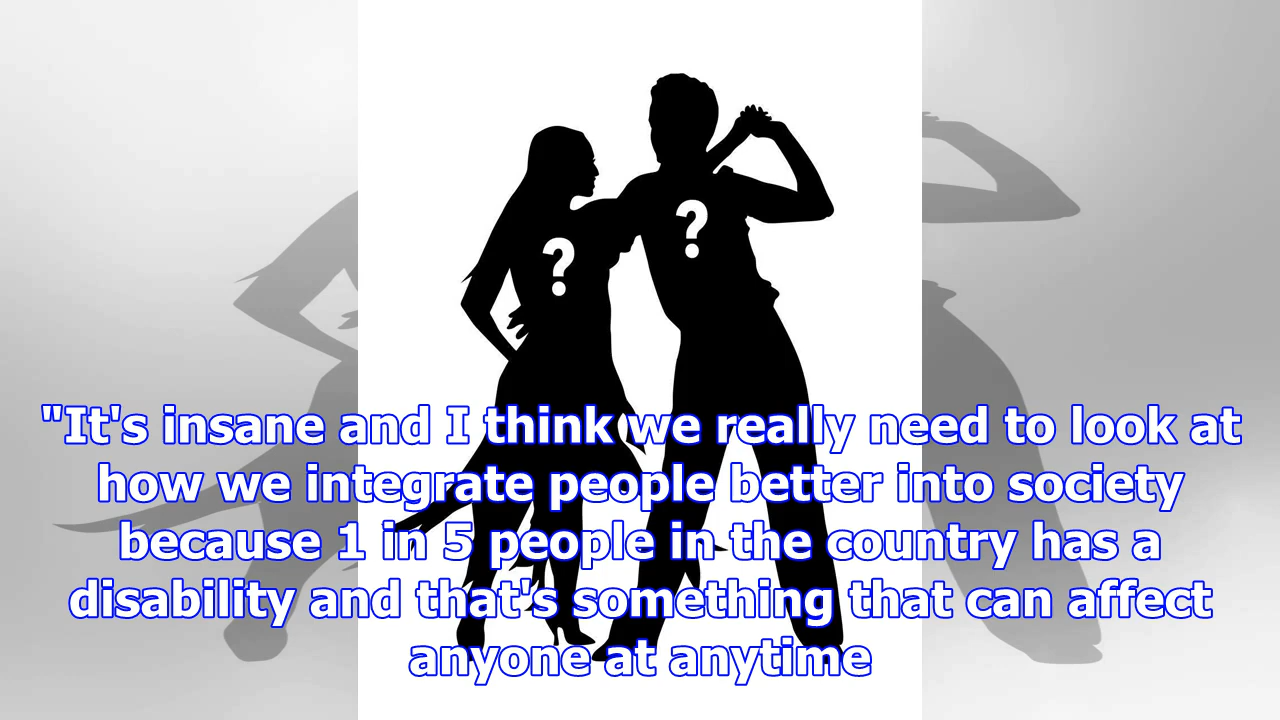 ?
?
"It's insane and I think we really need to look at
how we integrate people better into society
because 1 in 5 people in the country has a
disability and that's something that can affect
anyone at anytime